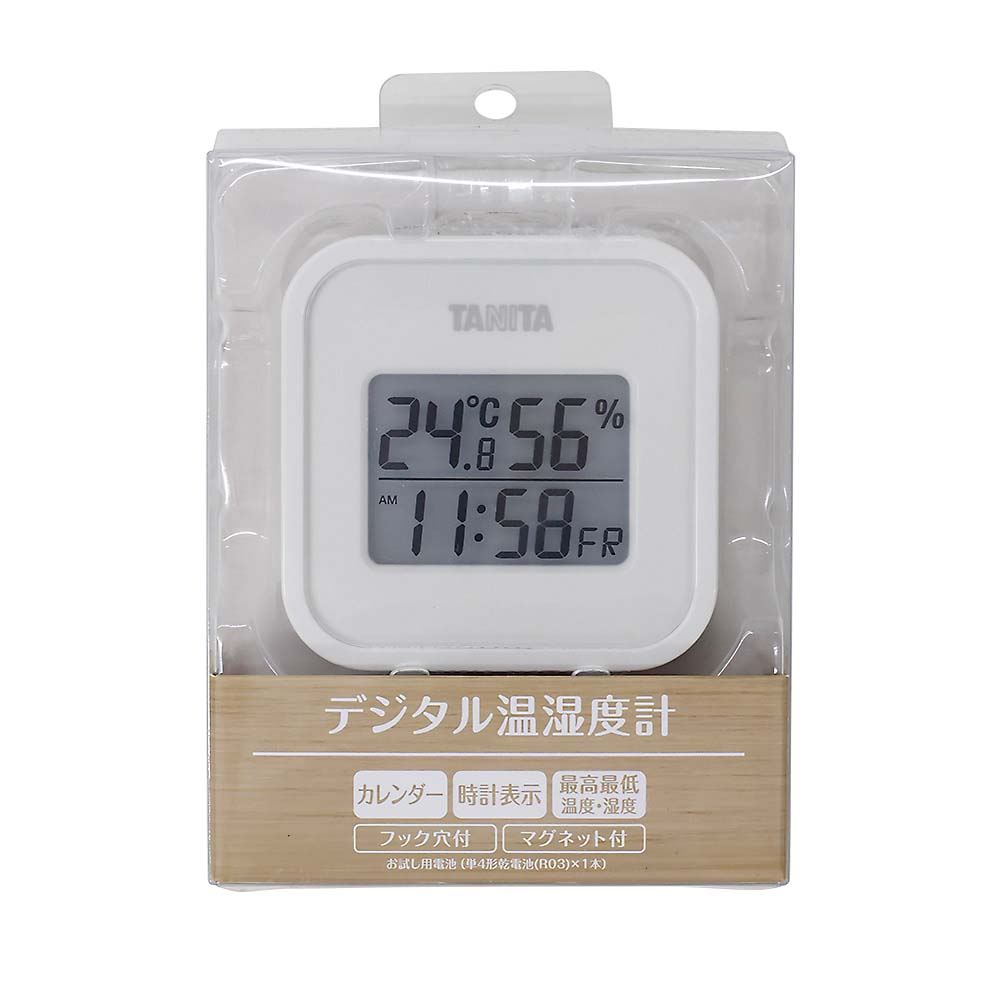 TANITA
24.8℃ 56%
AM 11:58 FR
デジタル温湿度計
カレンダー 時計表示 最高最低
温度・湿度
フック穴付 マグネット付
お試し用電池(単4形乾電池(R03)×1本)